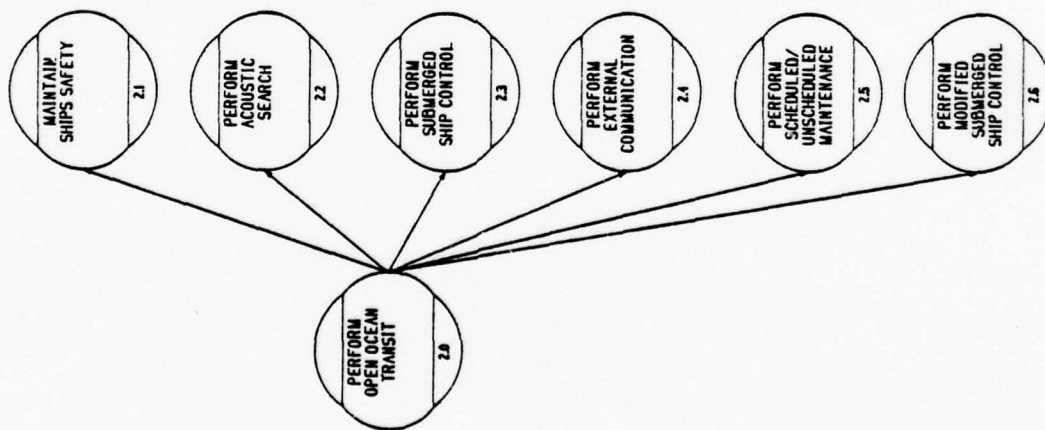 PERFORM
OPEN OCEAN
TRANSIT
2.0
MAINTAIN
SHIPS SAFETY
2.1
PERFORM
ACOUSTIC
SEARCH
2.2
PERFORM
SUBMERGED
SHIP CONTROL
2.3
PERFORM
EXTERNAL
COMMUNICATION
2.4
PERFORM
SCHEDULED/
UNSCHEDULED
MAINTENANCE
2.5
PERFORM
MODIFIED
SUBMERGED
SHIP CONTROL
2.6